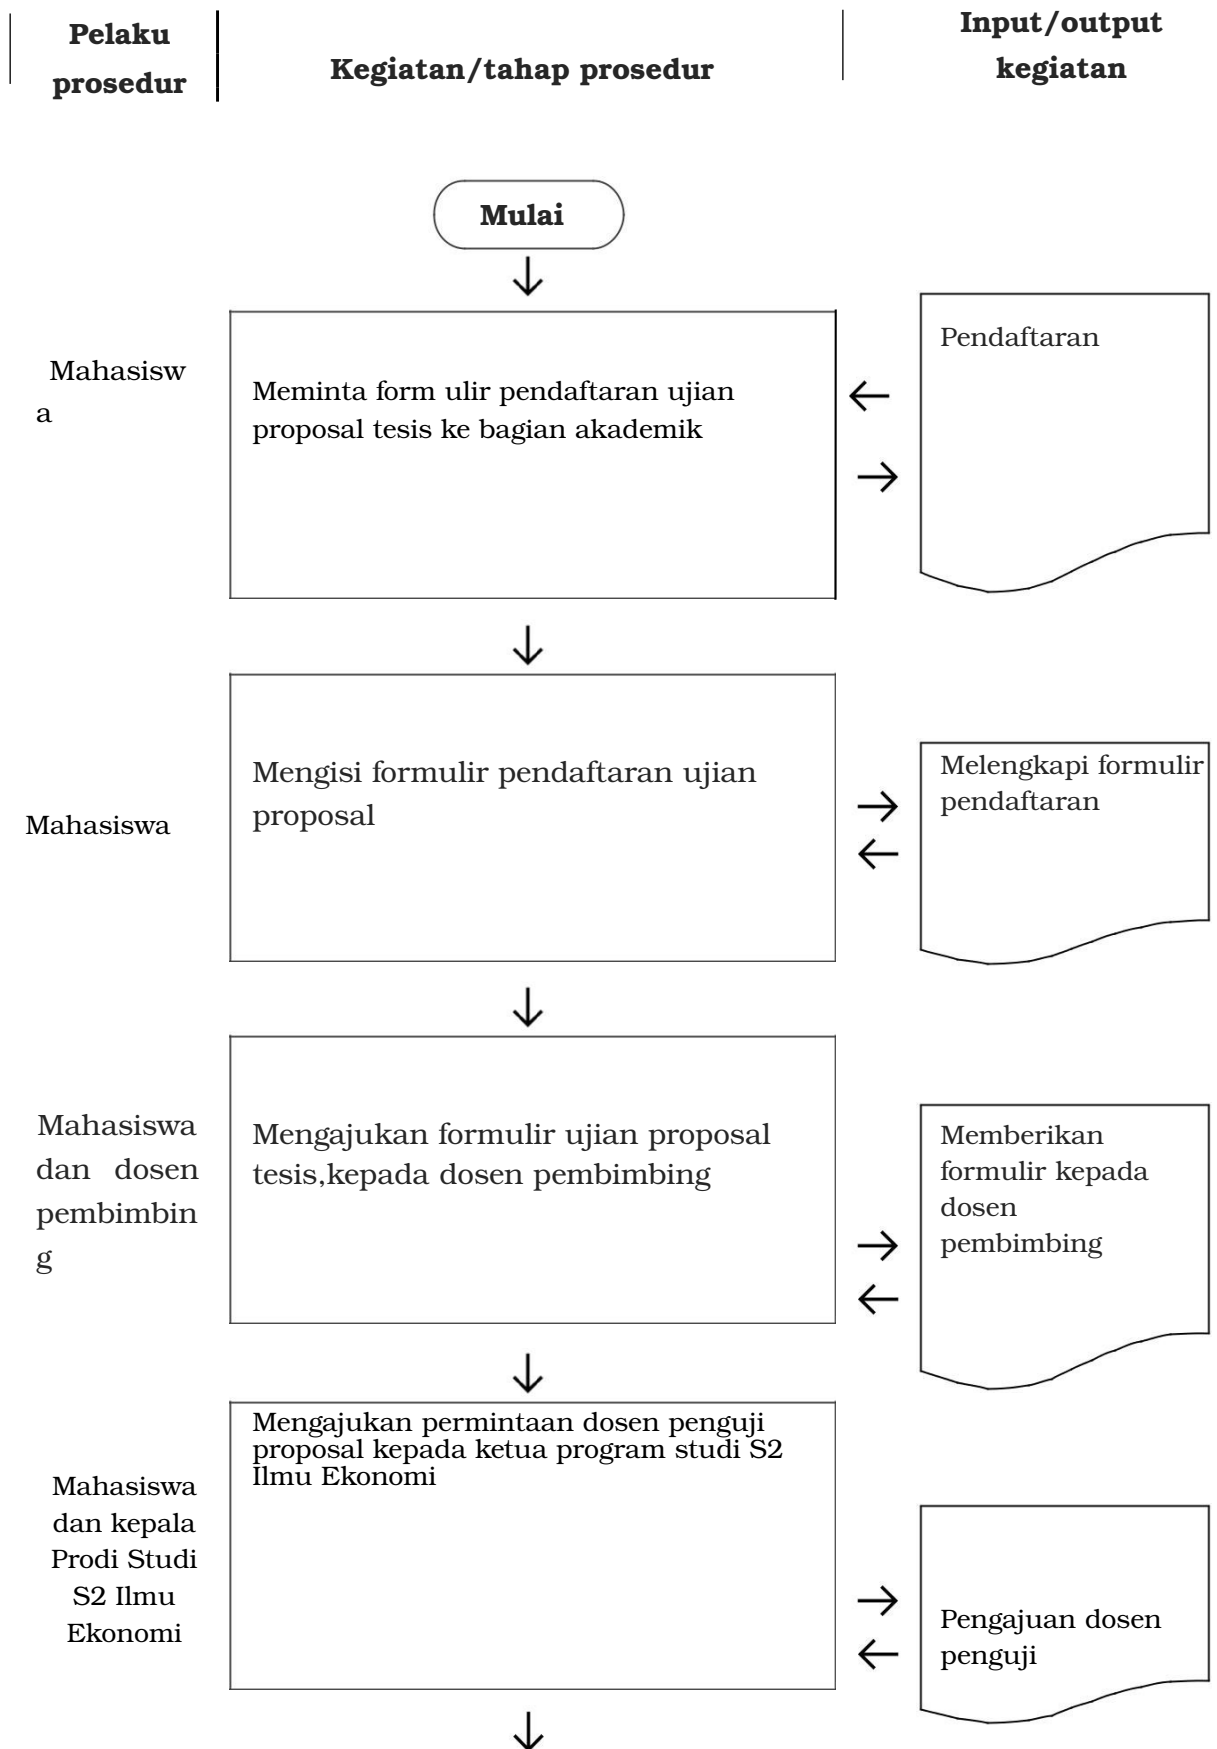 Pelaku
prosedur
Kegiatan/tahap prosedur
Input/output
kegiatan
Mulai
Mahasisw
a
Meminta form ulir pendaftaran ujian
proposal tesis ke bagian akademik
Pendaftaran
Mahasiswa
Mengisi formulir pendaftaran ujian
proposal
Melengkapi formulir
pendaftaran
Mahasiswa
dan dosen
pembimbin
g
Mengajukan formulir ujian proposal
tesis,kepada dosen pembimbing
Memberikan
formulir kepada
dosen
pembimbing
Mahasiswa
dan kepala
Prodi Studi
S2 Ilmu
Ekonomi
Mengajukan permintaan dosen penguji
proposal kepada ketua program studi S2
Ilmu Ekonomi
Pengajuan dosen
penguji